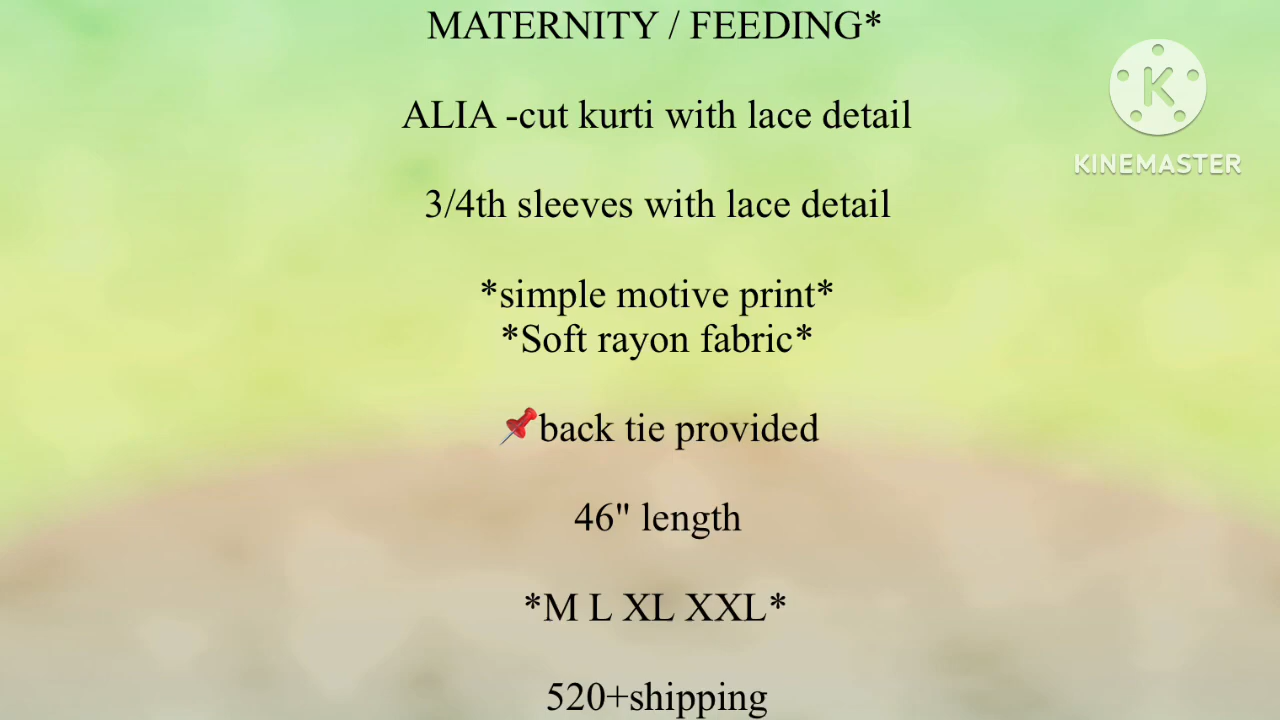 MATERNITY / FEEDING*
ALIA -cut kurti with lace detail
3/4th sleeves with lace detail
*simple motive print*
*Soft rayon fabric*
📌back tie provided
46" length
*M L XL XXL*
520+shipping
K
KINEMASTER